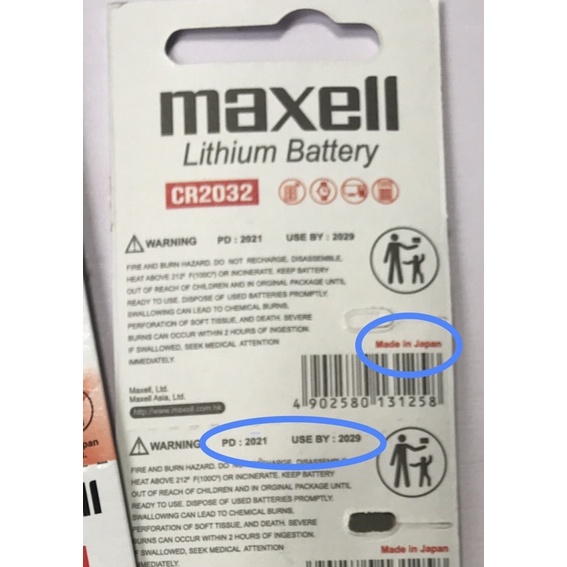 maxell
Lithium Battery
CR2032
WARNING PD : 2021 USE BY : 2029
FIRE AND BURN HAZARD. DO NOT RECHARGE, DISASSEMBLE,
HEAT ABOVE 212° F(100C°) OR INCINERATE. KEEP BATTERY
OUT OF REACH OF CHILDREN AND IN ORGINAL PACKAGE UNTIL
READY TO USE. DISPOSE OF USED BATTERIES PROMPTLY.
SWALLOWING CAN LEAD TO CHEMICAL BURNS,
PERFORATION OF SOFT TISSUE, AND DEATH. SEVERE
BURNS CAN OCCUR WITHIN 2 HOURS OF INGESTION.
IF SWALLOWED, SEEK MEDICAL ATTENTION
IMMEDIATELY.
Made in Japan
Maxell, Ltd.
Maxell Asia, Ltd.
http://www.maxell.com.hk
4 902580 131258
WARNING PD : 2021 USE BY : 2029
FIRE AND BURN HAZARD. DO RECHARGE, DISASSEMBLE,
HEAT ABOVE 212° F(100C°) OR INCINERATE. KEEP BATTERY
OUT OF REACH OF CHILDREN AND IN ORGINAL PACKAGE UNTIL
READY TO USE. DISPOSE OF USED BATTERIES PROMPTLY.
SWALLOWING CAN LEAD TO CHEMICAL BURNS,
PERFORATION OF SOFT TISSUE, AND DEATH. SEVERE
BURNS CAN OCCUR WITHIN 2 HOURS OF INGESTION.
IF SWALLOWED, SEEK MEDICAL ATTENTION
Made in Japan
pan
ell